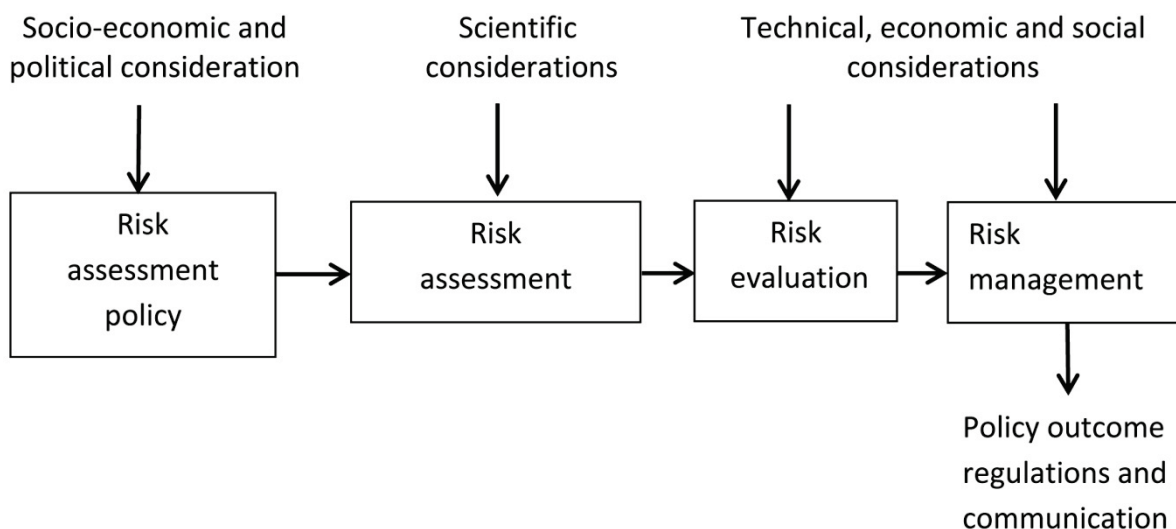 Socio-economic and
political consideration
Scientific
considerations
Technical, economic and social
considerations
Risk
assessment
policy
Risk
assessment
Risk
evaluation
Risk
management
Policy outcome
regulations and
communication